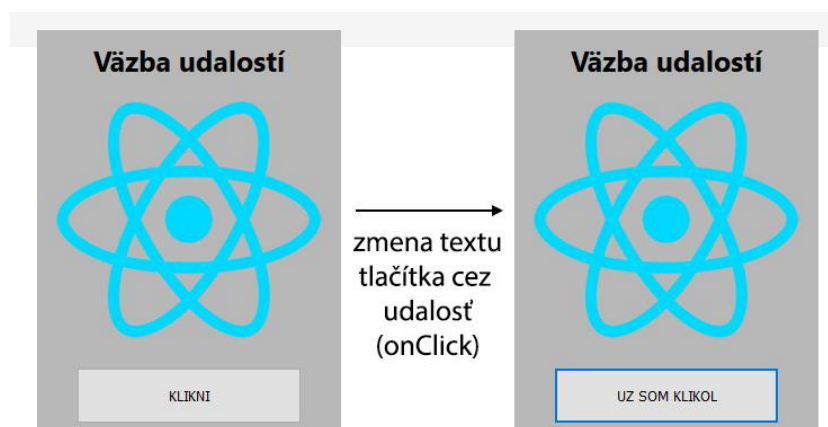 Väzba udalostí
KLIKNI
zmena textu
tlačítka cez
udalosť
(onClick)
Väzba udalostí
UZ SOM KLIKOL